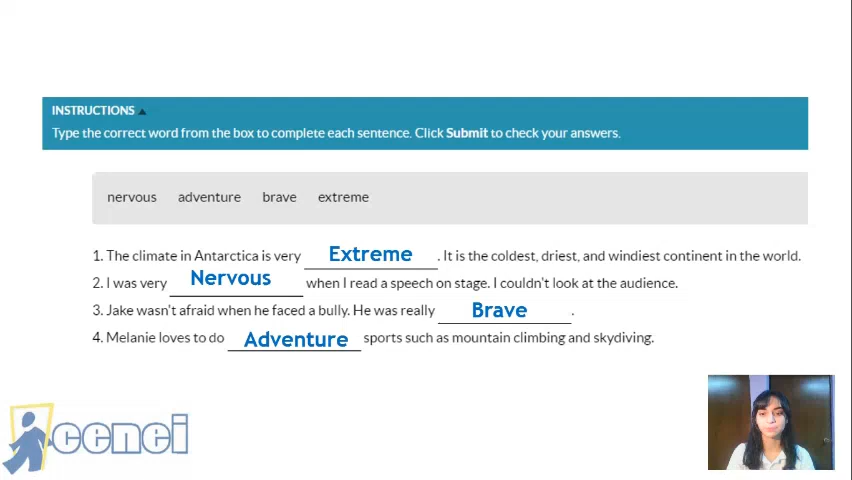 INSTRUCTIONS
Type the correct word from the box to complete each sentence. Click Submit to check your answers.
nervous adventure brave extreme
1. The climate in Antarctica is very Extreme. It is the coldest, driest, and windiest continent in the world.
2. I was very Nervous when I read a speech on stage. I couldn't look at the audience.
3. Jake wasn't afraid when he faced a bully. He was really Brave.
4. Melanie loves to do Adventure sports such as mountain climbing and skydiving.
cenei